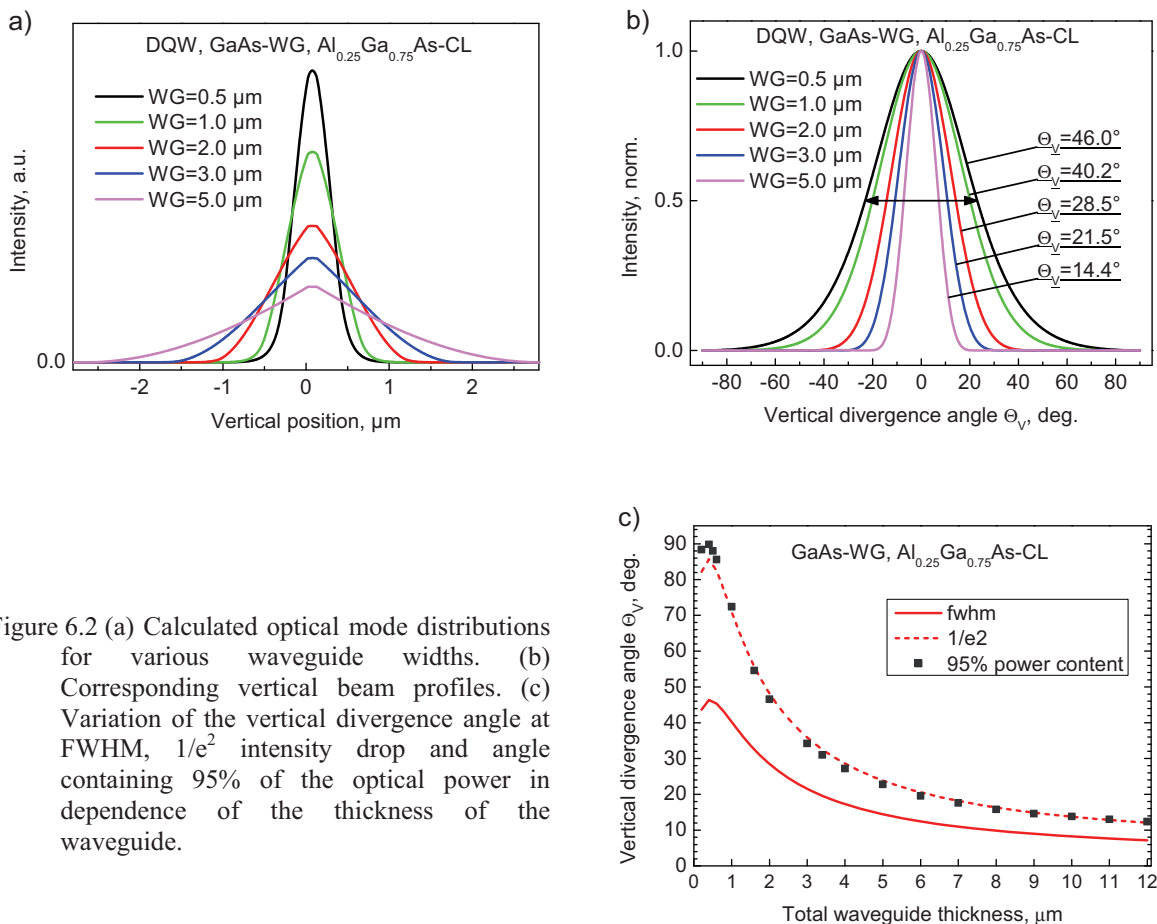 a)
DQW, GaAs-WG, Al0.25Ga0.75As-CL
WG=0.5 µm
WG=1.0 µm
WG=2.0 µm
WG=3.0 µm
WG=5.0 µm
Intensity, a.u.
0.0
-2 -1 0 1 2
Vertical position, µm
b)
DQW, GaAs-WG, Al0.25Ga0.75As-CL
WG=0.5 µm
WG=1.0 µm
WG=2.0 µm
WG=3.0 µm
WG=5.0 µm
ΘV=46.0°
ΘV=40.2°
ΘV=28.5°
ΘV=21.5°
ΘV=14.4°
Intensity, norm.
1.0
0.5
0.0
-80 -60 -40 -20 0 20 40 60 80
Vertical divergence angle ΘV, deg.
c)
GaAs-WG, Al0.25Ga0.75As-CL
fwhm
1/e2
95% power content
Vertical divergence angle ΘV, deg.
90
80
70
60
50
40
30
20
10
0
0 1 2 3 4 5 6 7 8 9 10 11 12
Total waveguide thickness, µm
igure 6.2 (a) Calculated optical mode distributions
for various waveguide widths. (b)
Corresponding vertical beam profiles. (c)
Variation of the vertical divergence angle at
FWHM, 1/e² intensity drop and angle
containing 95% of the optical power in
dependence of the thickness of the
waveguide.